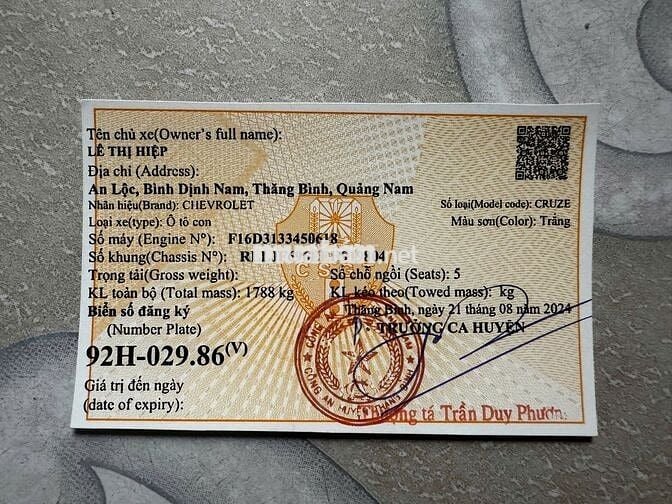 Tên chủ xe(Owner's full name):
LÊ THỊ HIỆP
Địa chỉ (Address):
An Lộc, Bình Định Nam, Thăng Bình, Quảng Nam
Nhãn hiệu(Brand): CHEVROLET
Số loại(Model code): CRUZE
Loại xe(type): Ô tô con
Màu sơn(Color): Trắng
Số máy (Engine Nº): F16D3133450618
Số khung(Chassis Nº):
Trọng tải(Gross weight):
Số chỗ ngồi (Seats): 5
KL toàn bộ (Total mass): 1788 kg
KL kéo theo(Towed mass): kg
Biển số đăng ký
Thăng Bình, ngày 21 tháng 08 năm 2024
(Number Plate)
TRƯỞNG CA HUYỆN
92H-029.86(V)
Giá trị đến ngày
(date of expiry):
Thượng tá Trần Duy Phương